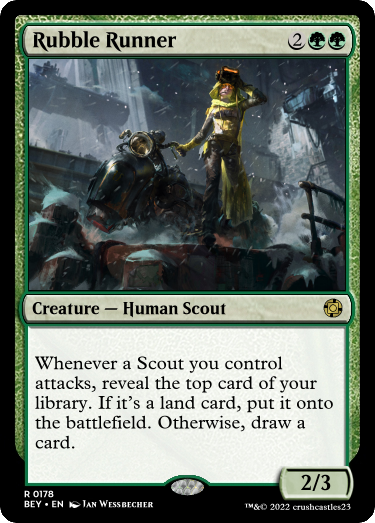 Rubble Runner 2
Creature — Human Scout
Whenever a Scout you control
attacks, reveal the top card of your
library. If it's a land card, put it onto
the battlefield. Otherwise, draw a
card.
2/3
R 0178
BEY • EN Jan Wessbecher
™&© 2022 crushcastles23